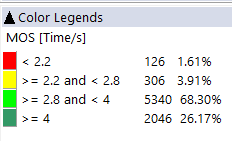 Color Legends
MOS [Time/s]
< 2.2 126 1.61%
>= 2.2 and < 2.8 306 3.91%
>= 2.8 and < 4 5340 68.30%
>= 4 2046 26.17%